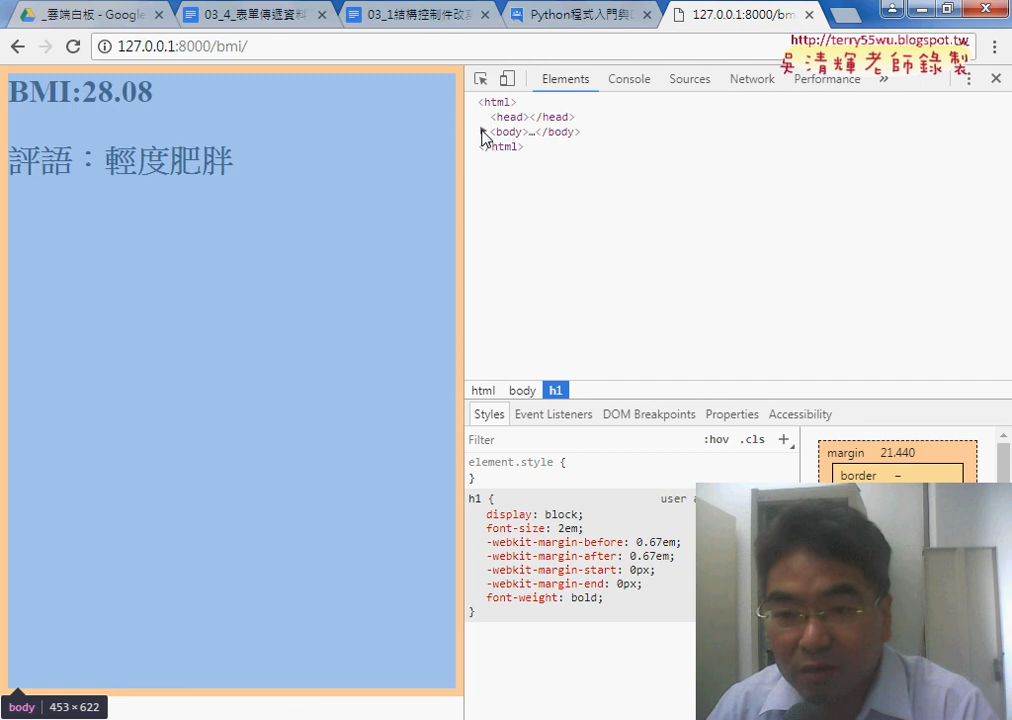 _雲端白板 - Google
03_4_表單傳遞資料
03_1結構控制件改
Python程式入門與
127.0.0.1:8000/bm
127.0.0.1:8000/bmi/
http://terry55wu.blogspot.tw
吳清輝老師錄製
BMI:28.08
評語：輕度肥胖
Elements
Console
Sources
Network
Performance
»
<html>
<head></head>
<body>…</body>
</html>
html body h1
Styles
Event Listeners
DOM Breakpoints
Properties
Accessibility
Filter
:hov .cls +
element.style {
}
h1 {
user a
display: block;
font-size: 2em;
-webkit-margin-before: 0.67em;
-webkit-margin-after: 0.67em;
-webkit-margin-start: 0px;
-webkit-margin-end: 0px;
font-weight: bold;
}
margin 21.440
border –
body 453 × 622